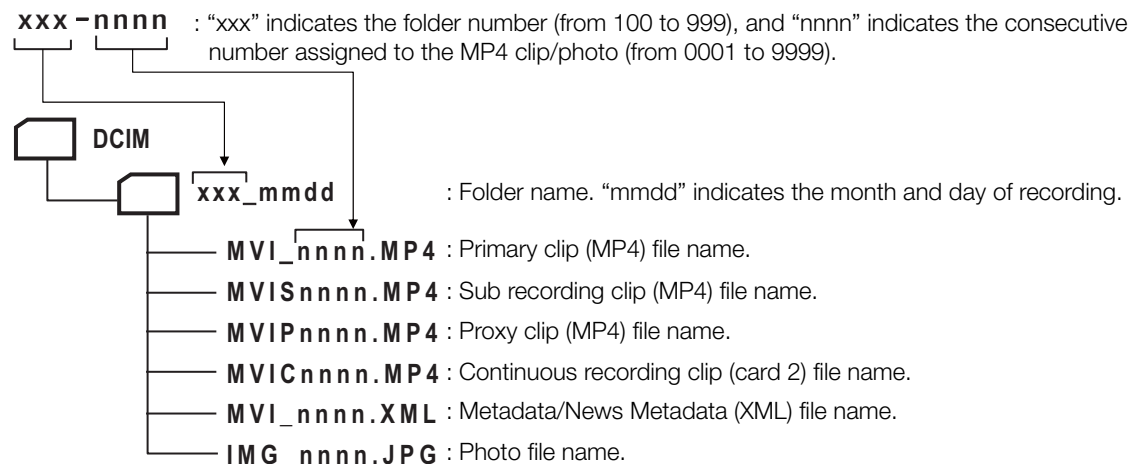 xxx-nnnn : “xxx” indicates the folder number (from 100 to 999), and “nnnn” indicates the consecutive
number assigned to the MP4 clip/photo (from 0001 to 9999).
DCIM
xxx_mmdd : Folder name. “mmdd” indicates the month and day of recording.
MVI_nnnn.MP4 : Primary clip (MP4) file name.
MVISnnnn.MP4 : Sub recording clip (MP4) file name.
MVIPnnnn.MP4 : Proxy clip (MP4) file name.
MVICnnnn.MP4 : Continuous recording clip (card 2) file name.
MVI_nnnn.XML : Metadata/News Metadata (XML) file name.
IMG_nnnn.JPG : Photo file name.